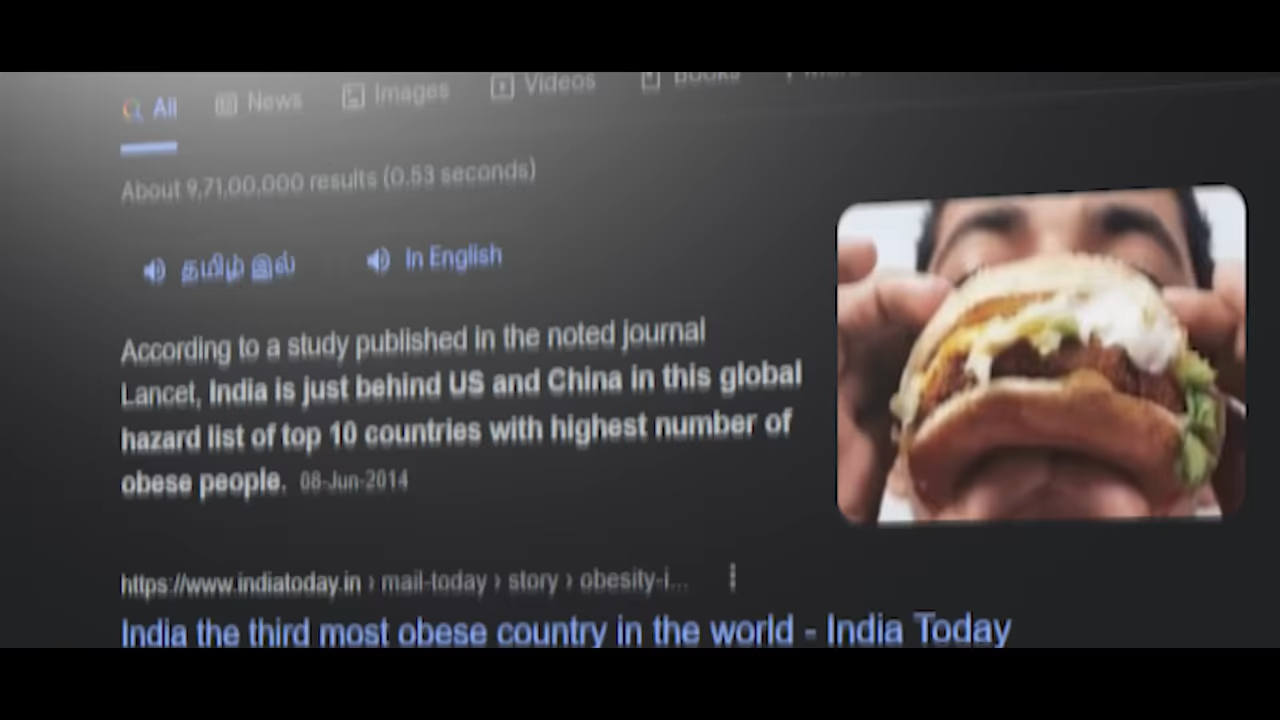 All News Images Videos Books
About 9,71,00,000 results (0.53 seconds)
தமிழ் இல் In English
According to a study published in the noted journal
Lancet, India is just behind US and China in this global
hazard list of top 10 countries with highest number of
obese people. 08-Jun-2014
https://www.indiatoday.in › mail-today › story › obesity-i...
India the third most obese country in the world - India Today